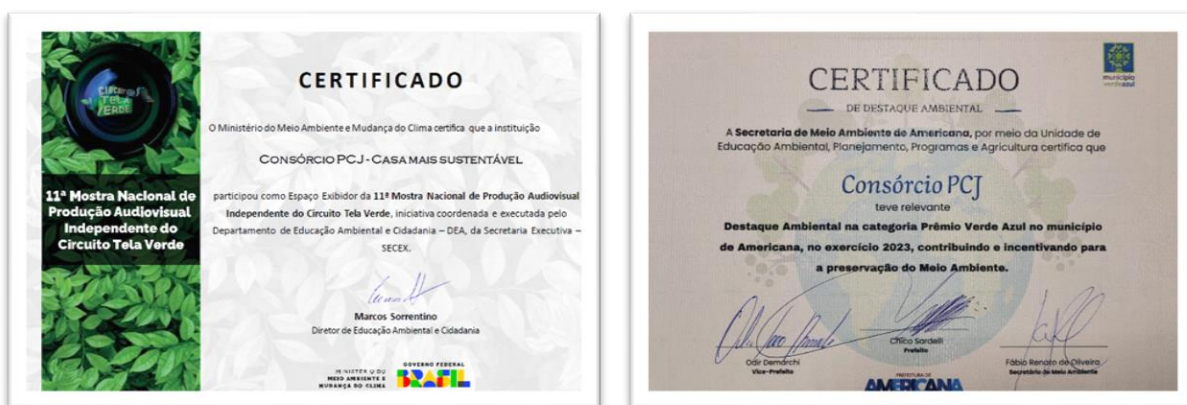 CIRCUITO
TELA
VERDE
11ª Mostra Nacional de
Produção Audiovisual
Independente do
Circuito Tela Verde
CERTIFICADO
O Ministério do Meio Ambiente e Mudança do Clima certifica que a instituição
CONSÓRCIO PCJ - CASA MAIS SUSTENTÁVEL
participou como Espaço Exibidor da 11ª Mostra Nacional de Produção Audiovisual
Independente do Circuito Tela Verde, iniciativa coordenada e executada pelo
Departamento de Educação Ambiental e Cidadania – DEA, da Secretaria Executiva –
SECEX.
Marcos Sorrentino
Diretor de Educação Ambiental e Cidadania
MINISTÉRIO DO
MEIO AMBIENTE E
MUDANÇA DO CLIMA
GOVERNO FEDERAL
BRASIL
município
verdeazul
CERTIFICADO
DE DESTAQUE AMBIENTAL
A Secretaria de Meio Ambiente de Americana, por meio da Unidade de
Educação Ambiental, Planejamento, Programas e Agricultura certifica que
Consórcio PCJ
teve relevante
Destaque Ambiental na categoria Prêmio Verde Azul no município
de Americana, no exercício 2023, contribuindo e incentivando para
a preservação do Meio Ambiente.
Odir Demarchi
Vice-Prefeito
Chico Sardelli
Prefeito
Fábio Renato de Oliveira
Secretário de Meio Ambiente
PREFEITURA DE
AMERICANA